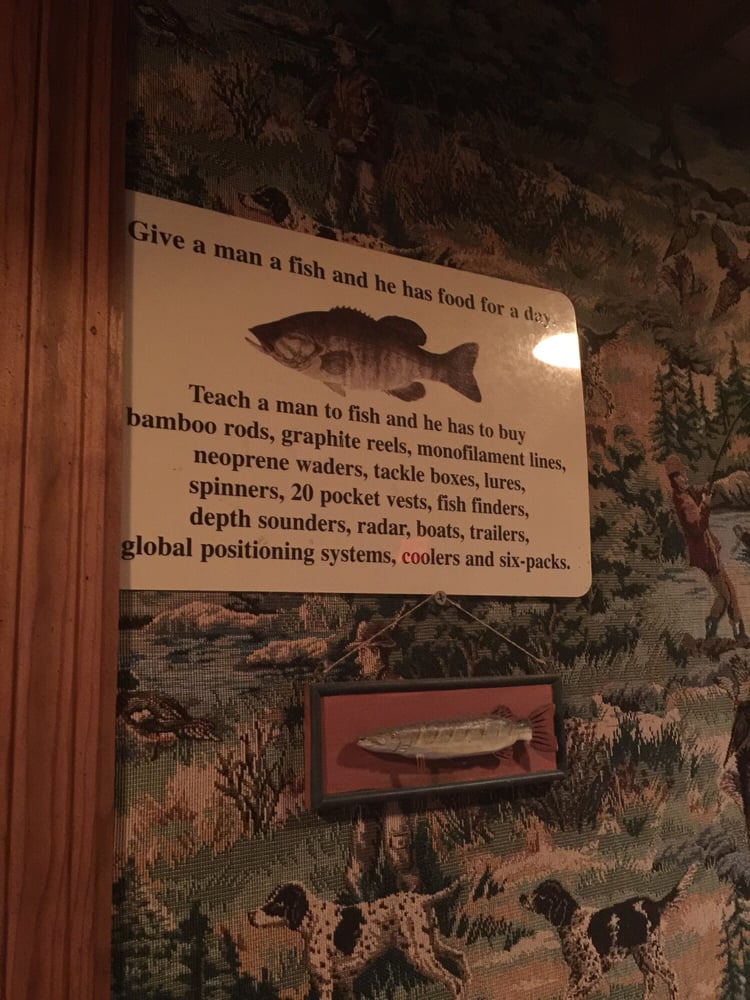 Give a man a fish and he has food for a day.
Teach a man to fish and he has to buy
bamboo rods, graphite reels, monofilament lines,
neoprene waders, tackle boxes, lures,
spinners, 20 pocket vests, fish finders,
depth sounders, radar, boats, trailers,
global positioning systems, coolers and six-packs.